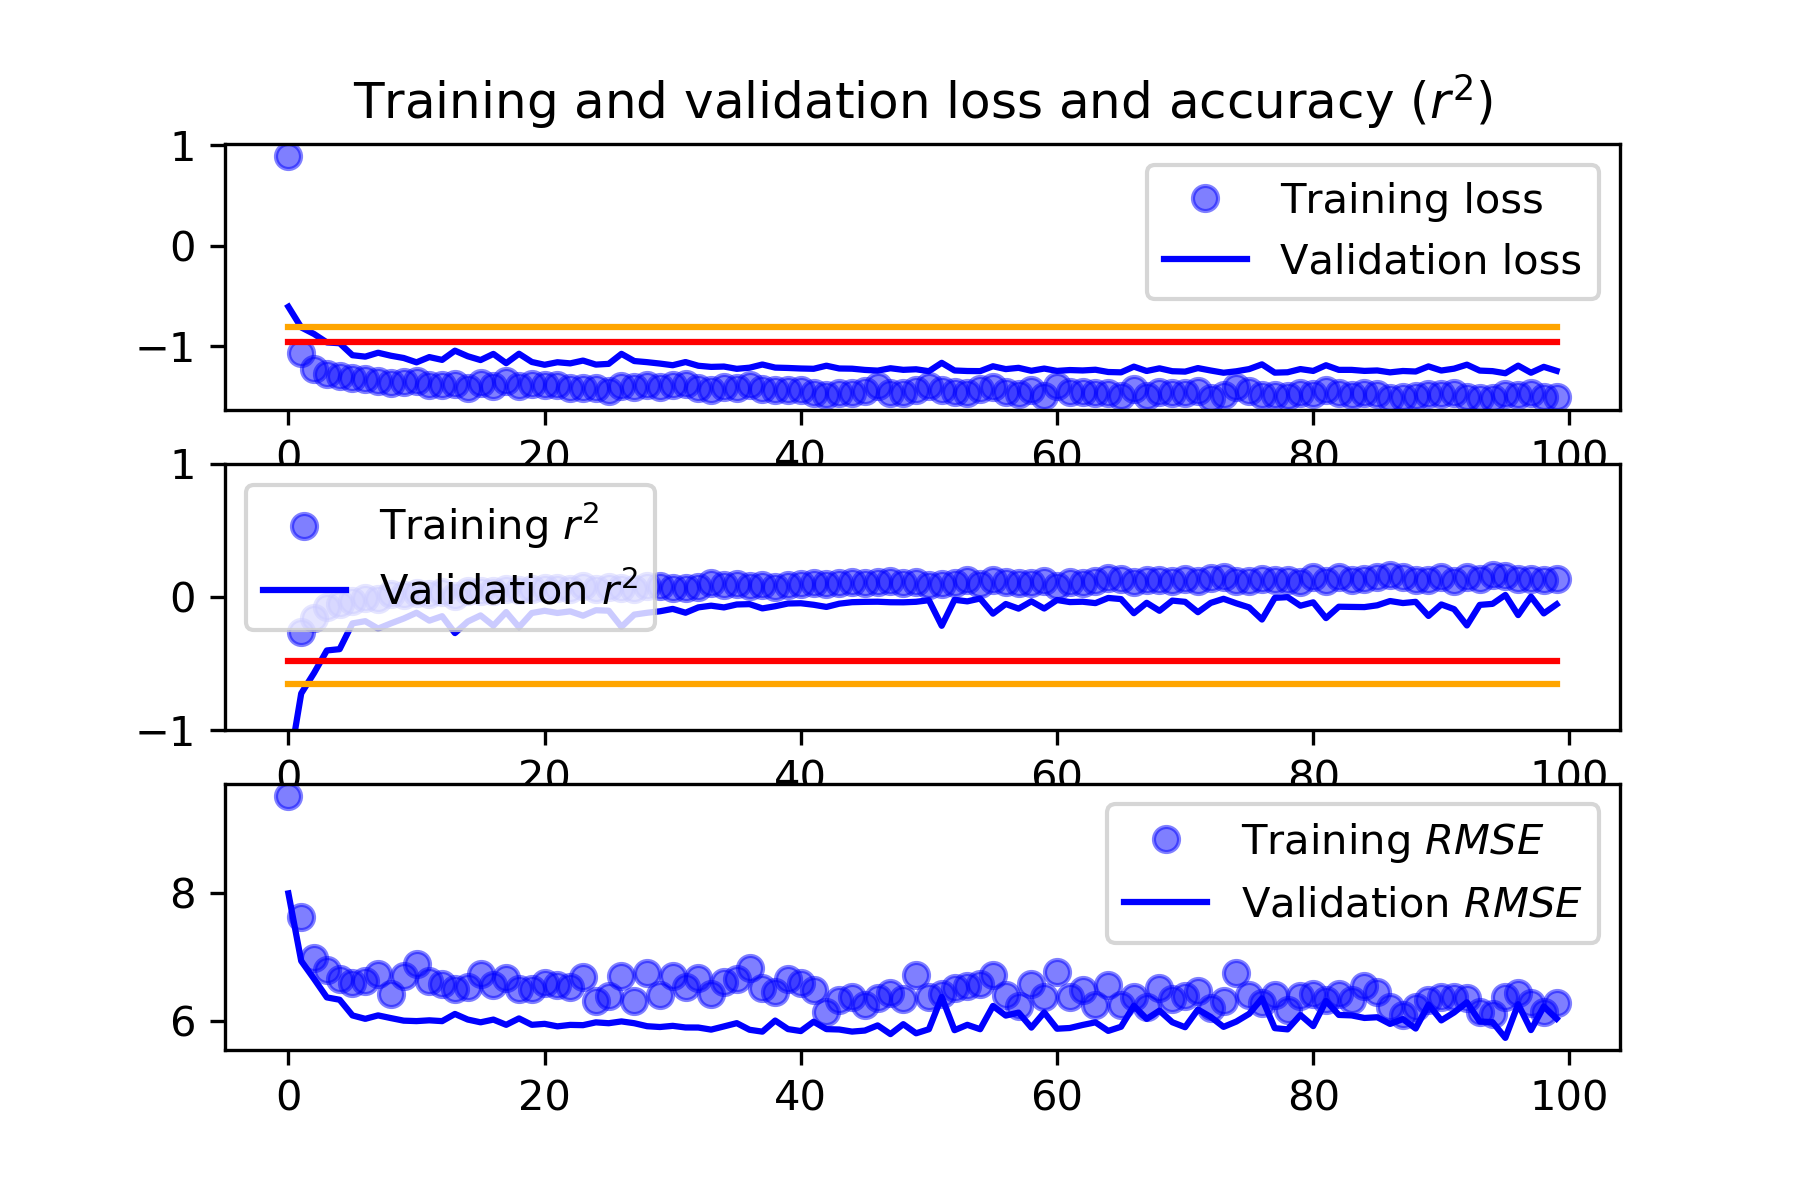 Training and validation loss and accuracy (r²)
1
0
−1
Training loss
Validation loss
0 20 40 60 80 100
1
0
−1
Training r²
Validation r²
0 20 40 60 80 100
8
6
Training RMSE
Validation RMSE
0 20 40 60 80 100